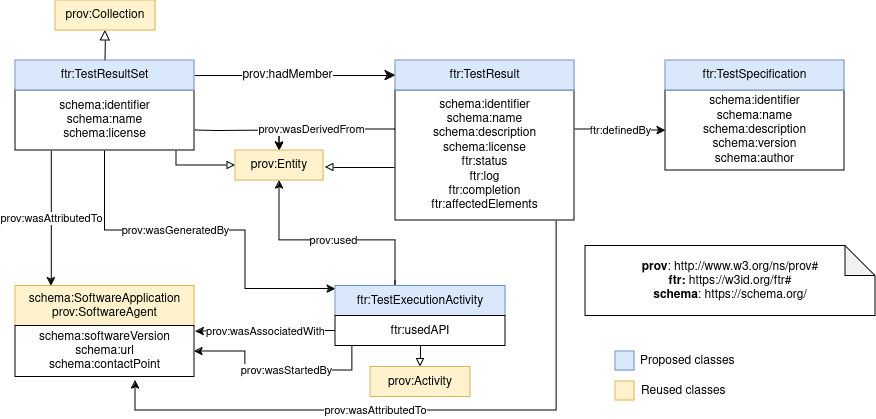 prov:Collection
ftr:TestResultSet
schema:identifier
schema:name
schema:license
prov:hadMember
ftr:TestResult
schema:identifier
schema:name
schema:description
schema:license
ftr:status
ftr:log
ftr:completion
ftr:affectedElements
ftr:definedBy
ftr:TestSpecification
schema:identifier
schema:name
schema:description
schema:version
schema:author
prov:wasDerivedFrom
prov:Entity
prov:wasAttributedTo
prov:wasGeneratedBy
prov:used
prov: http://www.w3.org/ns/prov#
ftr: https://w3id.org/ftr#
schema: https://schema.org/
schema:SoftwareApplication
prov:SoftwareAgent
schema:softwareVersion
schema:url
schema:contactPoint
ftr:TestExecutionActivity
ftr:usedAPI
prov:wasAssociatedWith
prov:wasStartedBy
prov:Activity
prov:wasAttributedTo
Proposed classes
Reused classes